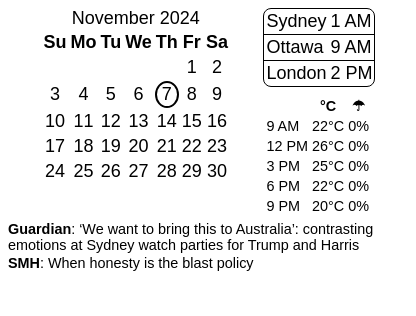 November 2024
Su Mo Tu We Th Fr Sa
1 2
3 4 5 6 7 8 9
10 11 12 13 14 15 16
17 18 19 20 21 22 23
24 25 26 27 28 29 30
Sydney 1 AM
Ottawa 9 AM
London 2 PM
°C ☂
9 AM 22°C 0%
12 PM 26°C 0%
3 PM 25°C 0%
6 PM 22°C 0%
9 PM 20°C 0%
Guardian: ‘We want to bring this to Australia’: contrasting
emotions at Sydney watch parties for Trump and Harris
SMH: When honesty is the blast policy